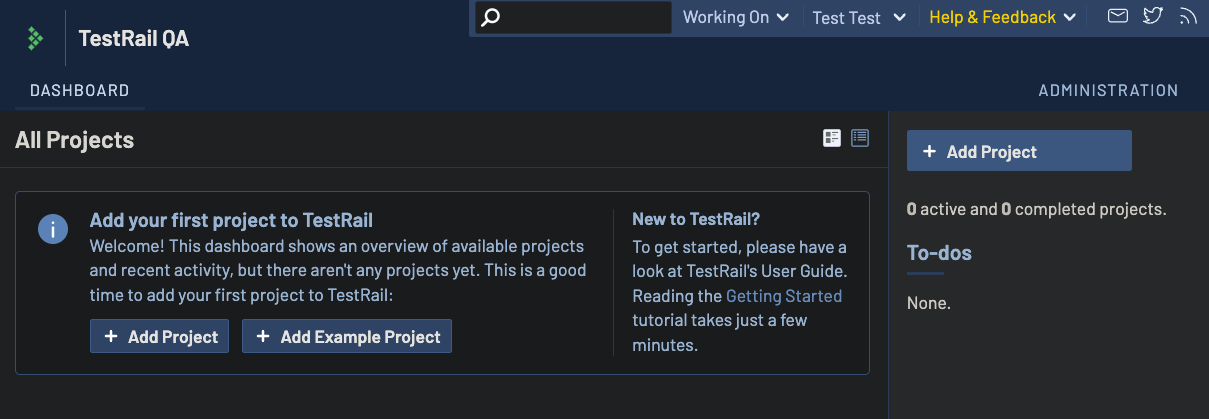 TestRail QA
Working On
Test Test
Help & Feedback
DASHBOARD
ADMINISTRATION
All Projects
Add your first project to TestRail
Welcome! This dashboard shows an overview of available projects
and recent activity, but there aren't any projects yet. This is a good
time to add your first project to TestRail:
+ Add Project
+ Add Example Project
New to TestRail?
To get started, please have a
look at TestRail's User Guide.
Reading the Getting Started
tutorial takes just a few
minutes.
+ Add Project
0 active and 0 completed projects.
To-dos
None.